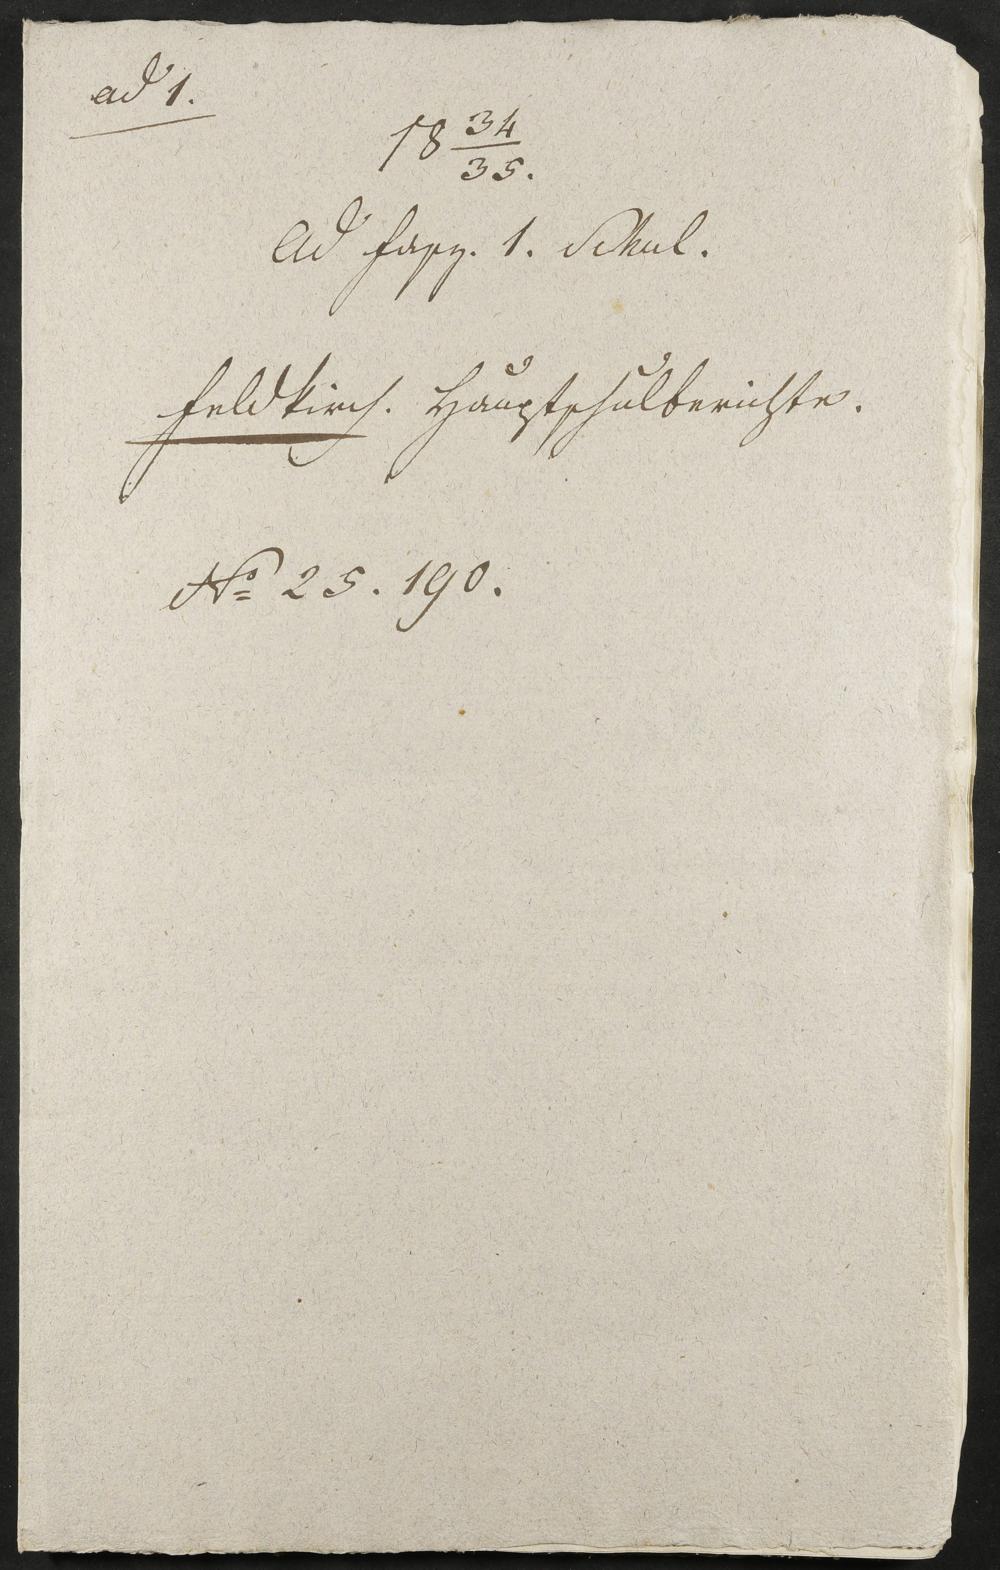 ad 1.
18 34/35.
Ad Fasz. 1. Schul.
Feldkirch. Hauptschulberichte.
No 25. 190.